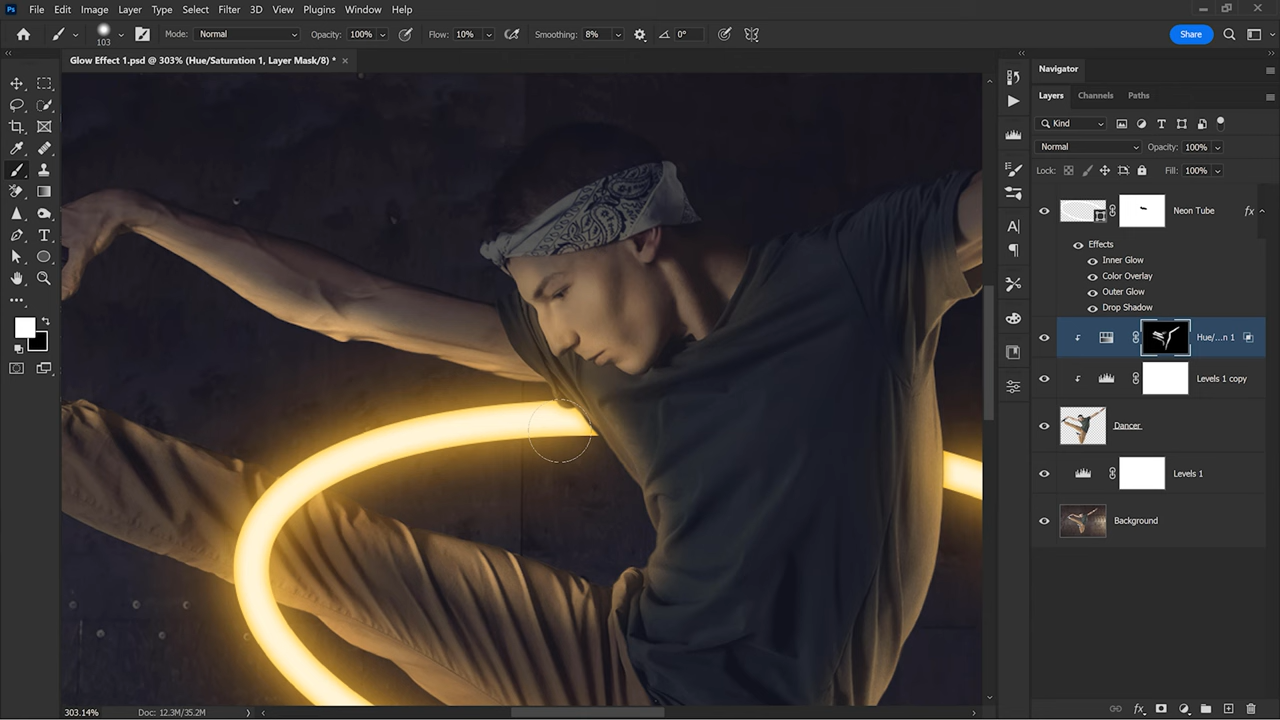 Ps File Edit Image Layer Type Select Filter 3D View Plugins Window Help
103 Mode: Normal Opacity: 100% Flow: 10% Smoothing: 8% 0° Share
Glow Effect 1.psd @ 303% (Hue/Saturation 1, Layer Mask/8) *
Navigator
Layers Channels Paths
Kind
Normal Opacity: 100%
Lock: Fill: 100%
Neon Tube fx
Effects
Inner Glow
Color Overlay
Outer Glow
Drop Shadow
Hue/...n 1
Levels 1 copy
Dancer
Levels 1
Background
303.14% Doc: 12.3M/35.2M